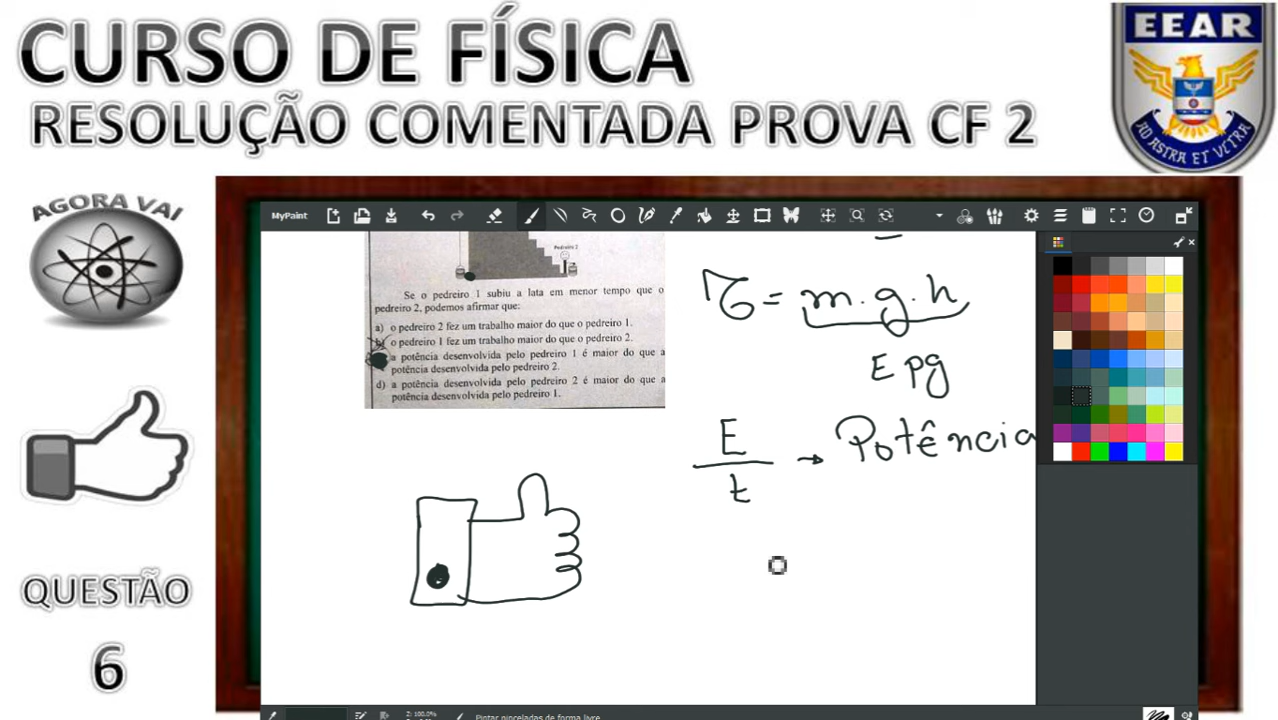 CURSO DE FÍSICA
RESOLUÇÃO COMENTADA PROVA CF 2
EEAR
AD ASTRA ET VLTRA
AGORA VAI
MyPaint
Pedreiro 2
Se o pedreiro 1 subiu a lata em menor tempo que o
pedreiro 2, podemos afirmar que:
a) o pedreiro 2 fez um trabalho maior do que o pedreiro 1.
b) o pedreiro 1 fez um trabalho maior do que o pedreiro 2.
a potência desenvolvida pelo pedreiro 1 é maior do que a
potência desenvolvida pelo pedreiro 2.
d) a potência desenvolvida pelo pedreiro 2 é maior do que a
potência desenvolvida pelo pedreiro 1.
= m.g.h
E pg
E
t
→ Potência
QUESTÃO
6
Z: 100.0%
Pintar pinceladas de forma livre